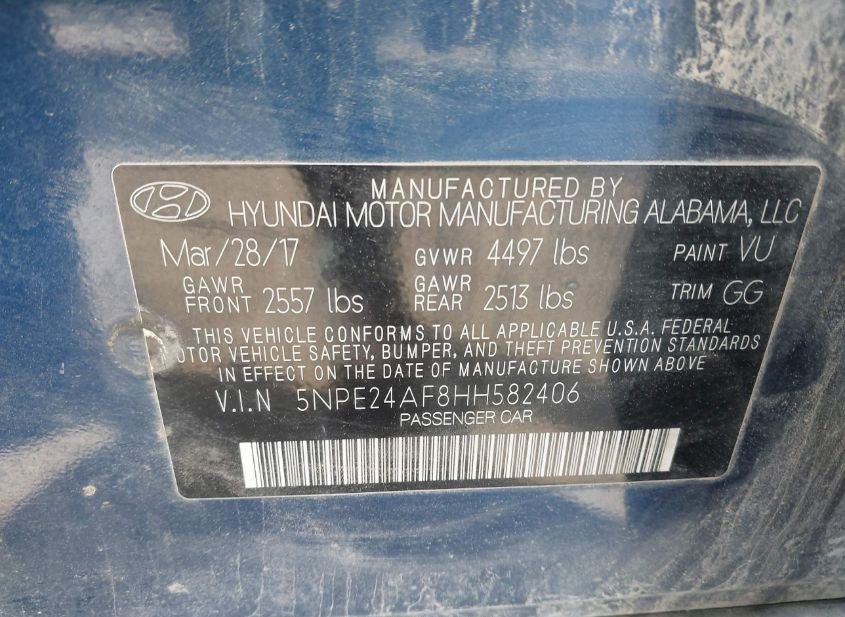 MANUFACTURED BY
HYUNDAI MOTOR MANUFACTURING ALABAMA, LLC
Mar/28/17 GVWR 4497 lbs PAINT VU
GAWR FRONT 2557 lbs GAWR REAR 2513 lbs TRIM GG
THIS VEHICLE CONFORMS TO ALL APPLICABLE U.S.A. FEDERAL
MOTOR VEHICLE SAFETY, BUMPER, AND THEFT PREVENTION STANDARDS
IN EFFECT ON THE DATE OF MANUFACTURE SHOWN ABOVE
V.I.N 5NPE24AF8HH582406
PASSENGER CAR